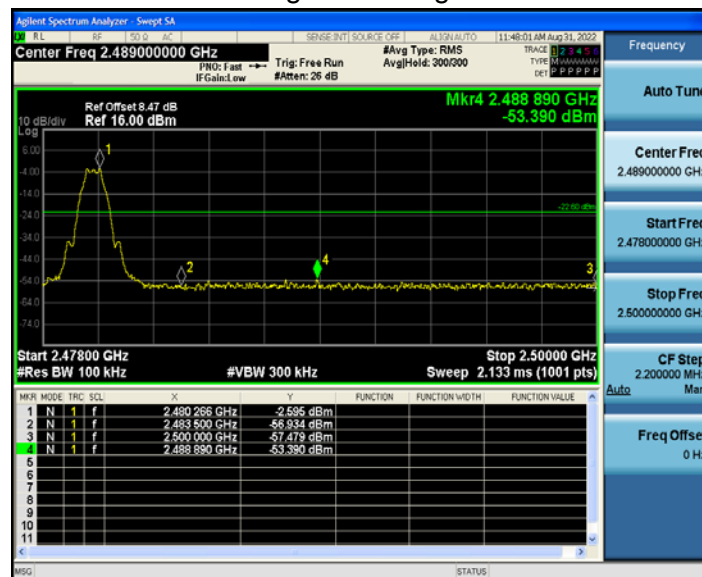 Agilent Spectrum Analyzer - Swept SA
RL RF 50 Ω AC SENSE:INT SOURCE OFF ALIGN AUTO 11:48:01 AM Aug 31, 2022
Center Freq 2.489000000 GHz #Avg Type: RMS TRACE 1 2 3 4 5 6
PNO: Fast Trig: Free Run Avg|Hold: 300/300 TYPE M
IFGain:Low #Atten: 26 dB DET P P P P P P
Mkr4 2.488 890 GHz
-53.390 dBm
Ref Offset 8.47 dB
10 dB/div Ref 16.00 dBm
Log
6.00
-4.00
-14.0
-24.0
-34.0
-44.0
-54.0
-64.0
-74.0
1
2
4
3
-22.60 dBm
Start 2.47800 GHz Stop 2.50000 GHz
#Res BW 100 kHz #VBW 300 kHz Sweep 2.133 ms (1001 pts)
MKR MODE TRC SCL X Y FUNCTION FUNCTION WIDTH FUNCTION VALUE
1 N 1 f 2.480 266 GHz -2.595 dBm
2 N 1 f 2.483 500 GHz -56.934 dBm
3 N 1 f 2.500 000 GHz -57.479 dBm
4 N 1 f 2.488 890 GHz -53.390 dBm
5
6
7
8
9
10
11
MSG STATUS
Frequency
Auto Tune
Center Freq
2.489000000 GHz
Start Freq
2.478000000 GHz
Stop Freq
2.500000000 GHz
CF Step
2.200000 MHz
Auto Man
Freq Offset
0 Hz